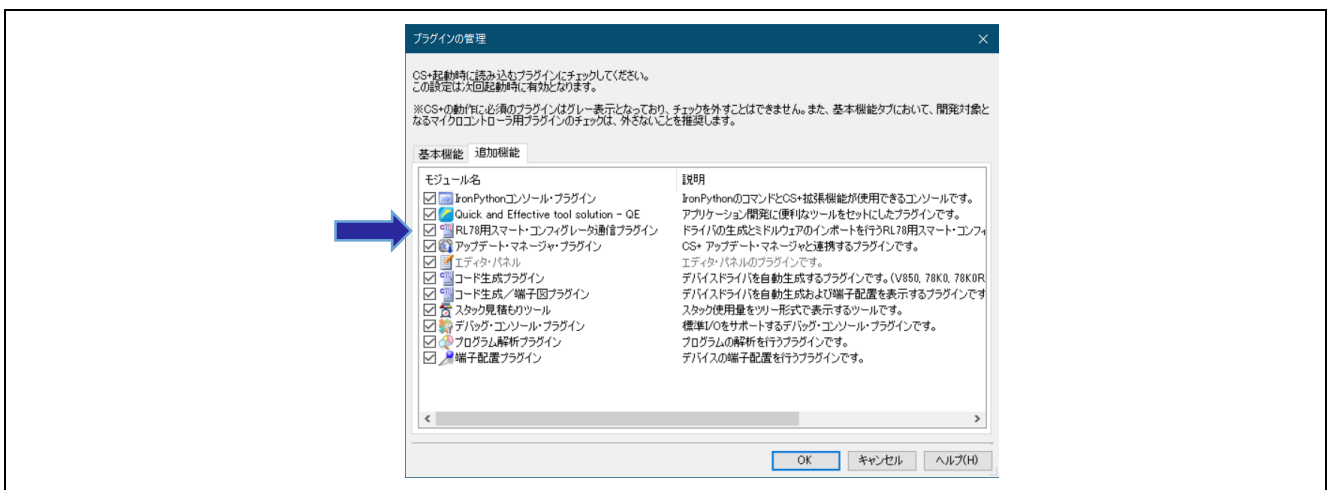 プラグインの管理
CS+起動時に読み込むプラグインにチェックしてください。
この設定は次回起動時に有効となります。
※CS+の動作に必須のプラグインはグレー表示となっており、チェックを外すことはできません。また、基本機能タブにおいて、開発対象と
なるマイクロコントローラ用プラグインのチェックは、外さないことを推奨します。
基本機能 追加機能
モジュール名 説明
IronPythonコンソール・プラグイン IronPythonのコマンドとCS+拡張機能が使用できるコンソールです。
Quick and Effective tool solution - QE アプリケーション開発に便利なツールをセットにしたプラグインです。
RL78用スマート・コンフィグレータ通信プラグイン ドライバの生成とミドルウェアのインポートを行うRL78用スマート・コンフィ
アップデート・マネージャ・プラグイン CS+ アップデート・マネージャと連携するプラグインです。
エディタ・パネル エディタ・パネルのプラグインです。
コード生成プラグイン デバイスドライバを自動生成するプラグインです。(V850, 78K0, 78K0R
コード生成／端子図プラグイン デバイスドライバを自動生成および端子配置を表示するプラグインです
スタック見積もりツール スタック使用量をツリー形式で表示するツールです。
デバッグ・コンソール・プラグイン 標準I/Oをサポートするデバッグ・コンソール・プラグインです。
プログラム解析プラグイン プログラムの解析を行うプラグインです。
端子配置プラグイン デバイスの端子配置を行うプラグインです。
OK キャンセル ヘルプ(H)